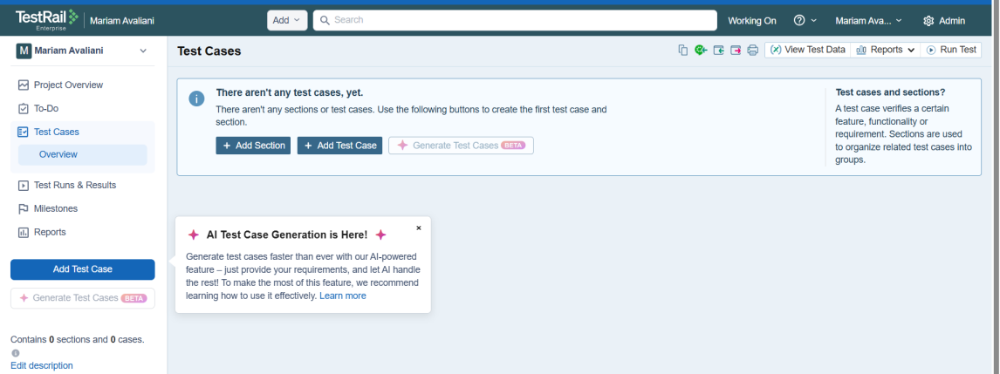 TestRail
Enterprise
Mariam Avaliani
Add
Search
Working On
Mariam Ava...
Admin
M Mariam Avaliani
Project Overview
To-Do
Test Cases
Overview
Test Runs & Results
Milestones
Reports
Add Test Case
Generate Test Cases BETA
Contains 0 sections and 0 cases.
Edit description
Test Cases
View Test Data
Reports
Run Test
There aren't any test cases, yet.
There aren't any sections or test cases. Use the following buttons to create the first test case and
section.
+ Add Section
+ Add Test Case
Generate Test Cases BETA
Test cases and sections?
A test case verifies a certain
feature, functionality or
requirement. Sections are used
to organize related test cases into
groups.
AI Test Case Generation is Here!
Generate test cases faster than ever with our AI-powered
feature – just provide your requirements, and let AI handle
the rest! To make the most of this feature, we recommend
learning how to use it effectively. Learn more